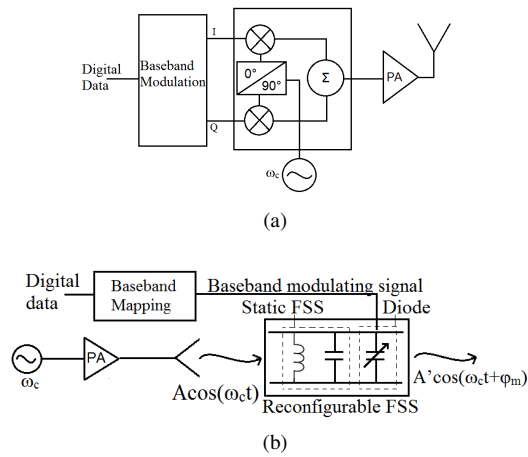 I
Digital
Data
Baseband
Modulation
0°
90°
Σ
PA
Q
ωc
(a)
Digital
data
Baseband
Mapping
Baseband modulating signal
Static FSS
Diode
PA
ωc
Acos(ωct)
A'cos(ωct+φm)
Reconfigurable FSS
(b)